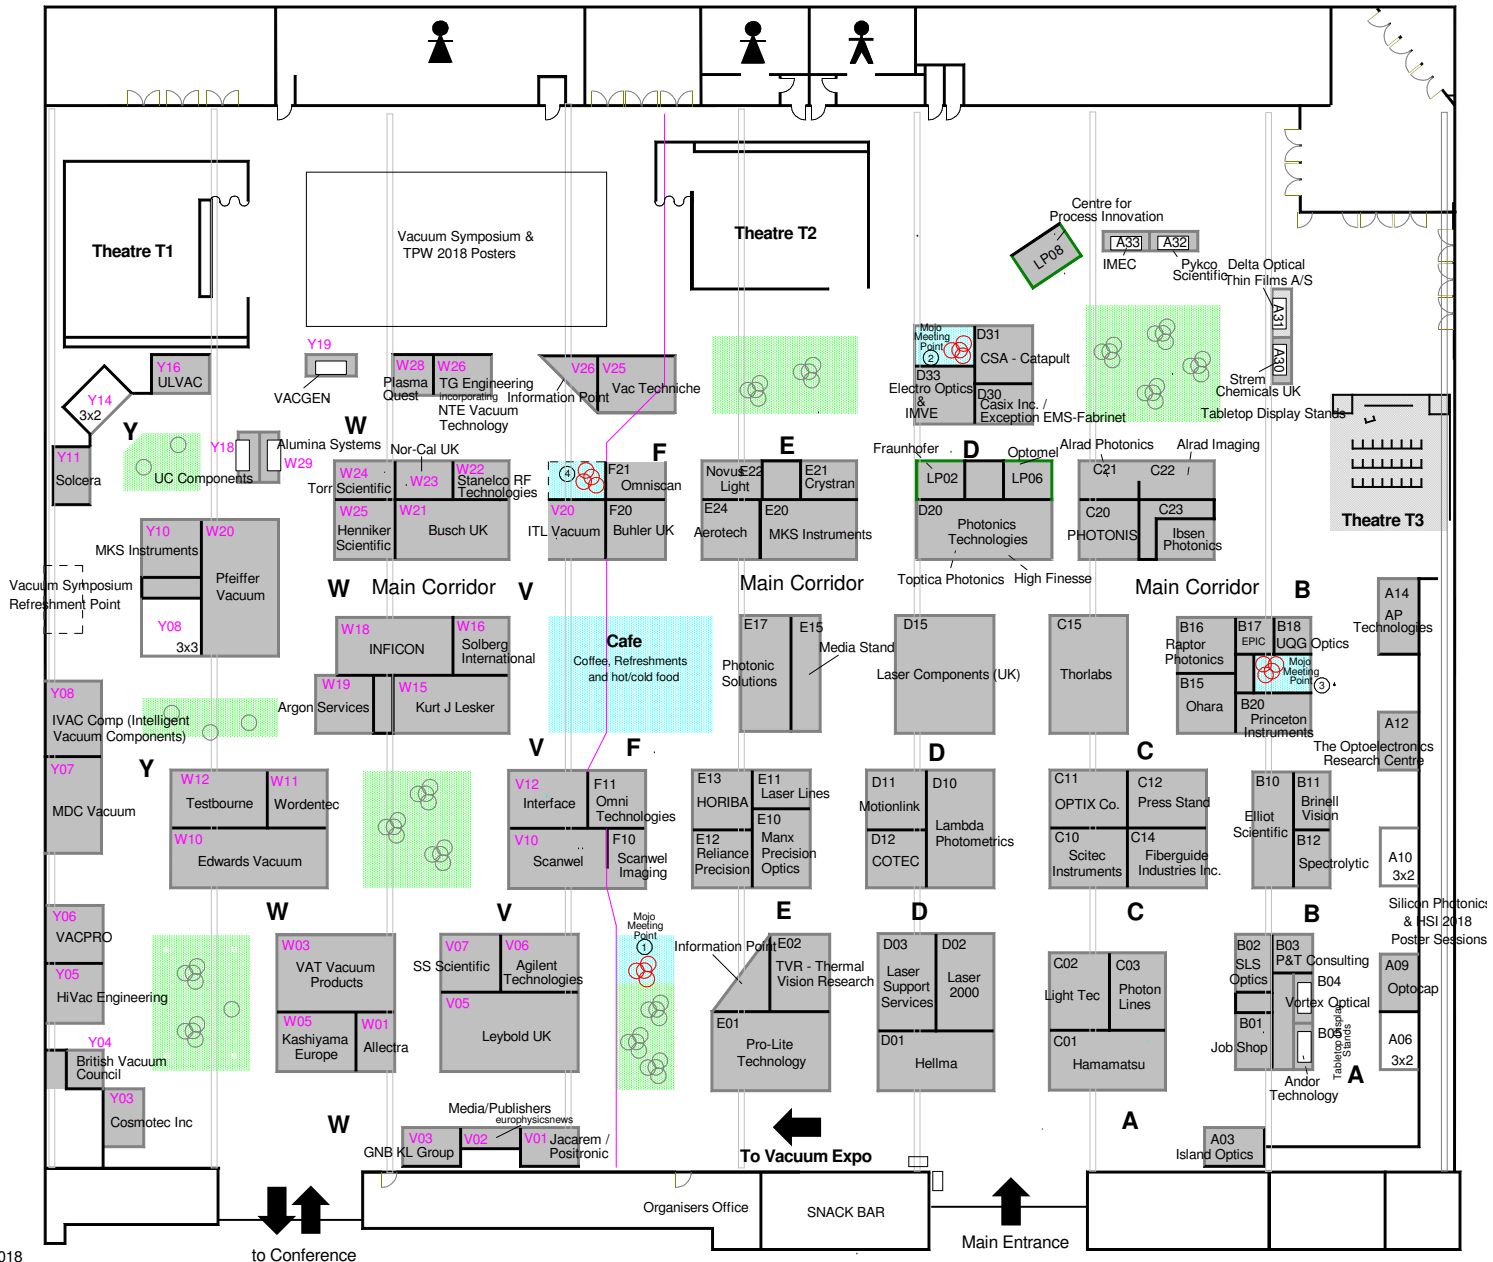 Theatre T1
Vacuum Symposium &
TPW 2018 Posters
Theatre T2
Centre for
Process Innovation
LP08
A33
A32
IMEC
Pykco
Scientific
Delta Optical
Thin Films A/S
A31
A30
Strem
Chemicals UK
Tabletop Display Stands
Theatre T3
Y16
ULVAC
Y14
3x2
Y19
VACGEN
W28
Plasma
Quest
W26
TG Engineering
incorporating
NTE Vacuum
Technology
V26
V25
Vac Techniche
Information Point
Mojo
Meeting
Point
2
D31
CSA - Catapult
D33
Electro Optics
&
IMVE
D30
Casix Inc. /
Exception EMS-Fabrinet
Y
W
F
E
D
Y11
Solcera
Y18
UC Components
Alumina Systems
W29
Nor-Cal UK
W24
Torr Scientific
W23
W22
Stanelco RF
Technologies
W25
Henniker
Scientific
W21
Busch UK
4
F21
Omniscan
V20
ITL Vacuum
F20
Buhler UK
Novus
Light
E22
E21
Crystran
E24
Aerotech
E20
MKS Instruments
Fraunhofer
Optomel
LP02
LP06
D20
Photonics
Technologies
Toptica Photonics
High Finesse
Alrad Photonics
Alrad Imaging
C21
C22
C20
PHOTONIS
C23
Ibsen
Photonics
Y10
MKS Instruments
W20
Pfeiffer
Vacuum
Vacuum Symposium
Refreshment Point
Y08
3x3
W
Main Corridor
V
Main Corridor
Main Corridor
B
W18
INFICON
W16
Solberg
International
W19
Argon Services
W15
Kurt J Lesker
Cafe
Coffee, Refreshments
and hot/cold food
E17
Photonic
Solutions
E15
Media Stand
D15
Laser Components (UK)
C15
Thorlabs
B16
Raptor
Photonics
B17
EPIC
B18
UQG Optics
Mojo
Meeting
Point
3
B15
Ohara
B20
Princeton
Instruments
A14
AP
Technologies
A12
The Optoelectronics
Research Centre
Y08
IVAC Comp (Intelligent
Vacuum Components)
Y07
MDC Vacuum
Y
V
F
D
C
W12
Testbourne
W11
Wordentec
W10
Edwards Vacuum
V12
Interface
F11
Omni
Technologies
V10
Scanwel
F10
Scanwel
Imaging
E13
HORIBA
E11
Laser Lines
E12
Reliance
Precision
E10
Manx
Precision
Optics
D11
Motionlink
D10
Lambda
Photometrics
D12
COTEC
C11
OPTIX Co.
C12
Press Stand
C10
Scitec
Instruments
C14
Fiberguide
Industries Inc.
B10
Elliot
Scientific
B11
Brinell
Vision
B12
Spectrolytic
A10
3x2
Silicon Photonics
& HSI 2018
Poster Sessions
W
V
E
D
C
B
Y06
VACPRO
Y05
HiVac Engineering
Y04
British Vacuum
Council
Y03
Cosmotec Inc
W03
VAT Vacuum
Products
W05
Kashiyama
Europe
W01
Allectra
V07
SS Scientific
V06
Agilent
Technologies
V05
Leybold UK
Mojo
Meeting
Point
1
Information Point
E02
TVR - Thermal
Vision Research
E01
Pro-Lite
Technology
D03
Laser
Support
Services
D02
Laser
2000
D01
Hellma
C02
Light Tec
C03
Photon
Lines
C01
Hamamatsu
B02
SLS
Optics
B03
P&T Consulting
B04
Vortex Optical
B05
B01
Job Shop
Tabletop Display
Stands
Andor
Technology
A
A09
Optocap
A06
3x2
W
Media/Publishers
europhysicsnews
V03
GNB KL Group
V02
V01
Jacarem /
Positronic
To Vacuum Expo
A
A03
Island Optics
Organisers Office
SNACK BAR
Main Entrance
to Conference
2018